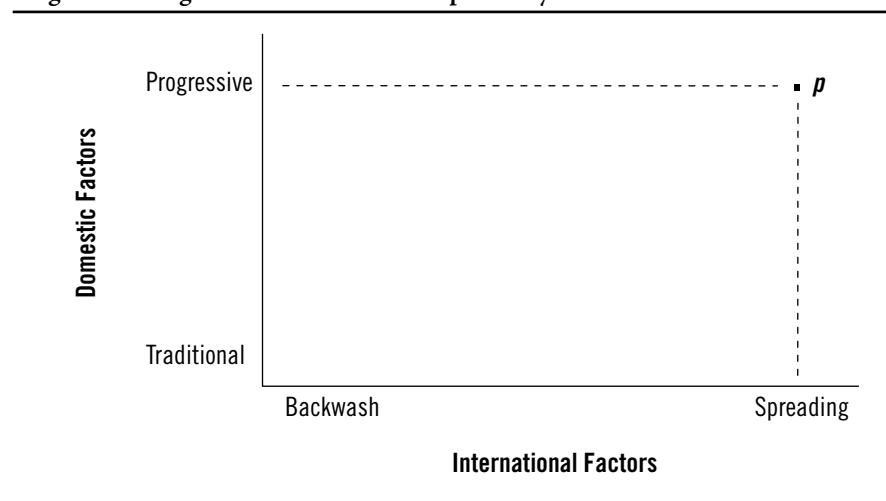 Progressive
p
Domestic Factors
Traditional
Backwash
Spreading
International Factors